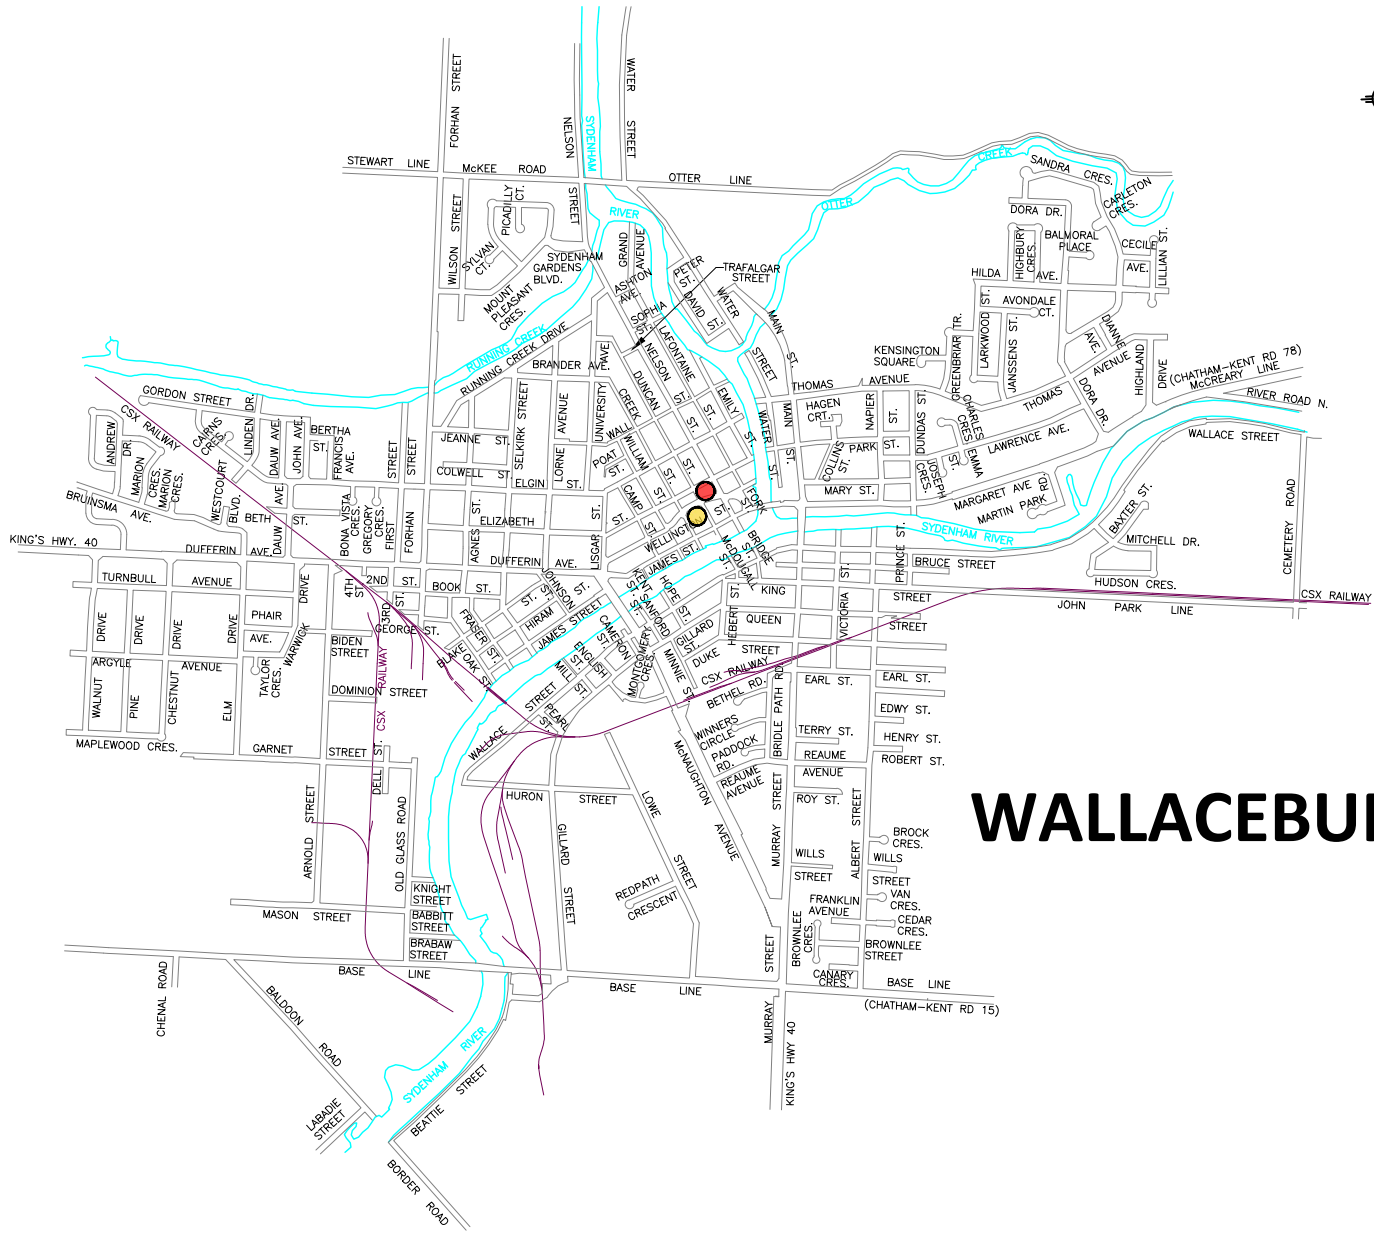 FORHAN STREET
WATER STREET
NELSON STREET
SYDENHAM RIVER
STEWART LINE
McKEE ROAD
OTTER LINE
OTTER CREEK
SANDRA CRES.
CARLETON CRES.
WILSON STREET
PICADILLY CT.
SYLVAN CT.
MOUNT PLEASANT CRES.
SYDENHAM GARDENS BLVD.
GRAND AVENUE
ASHTON AVE.
SOPHIA ST.
PETER ST.
DAVID ST.
TRAFALGAR STREET
WATER STREET
MAIN ST.
DORA DR.
HIGHBURY CRES.
BALMORAL PLACE
CECILE AVE.
LILLIAN ST.
HILDA AVE.
AVONDALE CT.
LARKWOOD ST.
JANSSENS ST.
GREENBRIAR TR.
KENSINGTON SQUARE
DIANNE AVE.
HIGHLAND DRIVE
(CHATHAM-KENT RD 78)
McCREARY LINE
RIVER ROAD N.
WALLACE STREET
CEMETERY ROAD
RUNNING CREEK
RUNNING CREEK DRIVE
BRANDER AVE.
NELSON ST.
LAFONTAINE ST.
DUNCAN ST.
CREEK
EMILY ST.
THOMAS AVENUE
THOMAS AVENUE
DORA DR.
LAWRENCE AVE.
HAGEN CRT.
NAPIER ST.
DUNDAS ST.
CHARLES CRES.
EMMA ST.
JOSEPH CRES.
COLLINS ST.
PARK ST.
MARY ST.
MARGARET AVE
MARTIN PARK RD.
BAXTER ST.
MITCHELL DR.
HUDSON CRES.
GORDON STREET
CSX RAILWAY
ANDREW DR.
MARION CRES.
MARION CRES.
CAIRNS CRES.
LINDEN DR.
DAUW AVE.
JOHN AVE.
BERTHA ST.
FRANCIS AVE.
WESTCOURT BLVD.
BRUINSMA AVE.
BETH ST.
DAUW AVE.
BONA VISTA CRES.
GREGORY CRES.
FIRST STREET
FORHAN STREET
JEANNE ST.
COLWELL ST.
SELKIRK STREET
LORNE AVENUE
UNIVERSITY AVE.
ELGIN ST.
WALL
POAT ST.
WILLIAM ST.
CAMP ST.
AGNES ST.
ELIZABETH
LISGAR ST.
WELLINGTON ST.
JAMES ST.
FORK ST.
McDOUGALL ST.
BRIDGE ST.
WATER ST.
MAIN ST.
SYDENHAM RIVER
PRINCE ST.
BRUCE STREET
KING'S HWY. 40
DUFFERIN AVE.
DUFFERIN AVE.
TURNBULL AVENUE
2ND ST.
BOOK ST.
4TH ST.
3RD ST.
GEORGE ST.
JOHNSON ST.
HIRAM ST.
JAMES STREET
KENT ST.
SANFORD ST.
HOPE ST.
GILLARD ST.
HEBERT ST.
KING STREET
VICTORIA ST.
QUEEN STREET
DUKE STREET
JOHN PARK LINE
CSX RAILWAY
PHAIR AVE.
WARWICK DRIVE
BIDEN STREET
ARGYLE AVENUE
WALNUT DRIVE
PINE DRIVE
CHESTNUT DRIVE
ELM DRIVE
TAYLOR CRES.
DOMINION STREET
CSX RAILWAY
FRASER ST.
BLAKE
OAK ST.
CAMERON ST.
ENGLISH
MILL ST.
MONTGOMERY CRES.
MINNIE ST.
CSX RAILWAY
BETHEL RD.
BRIDLE PATH RD
EARL ST.
EARL ST.
EDWY ST.
HENRY ST.
ROBERT ST.
MAPLEWOOD CRES.
GARNET STREET
DELL ST.
WALLACE STREET
PEARL ST.
WINNERS CIRCLE
PADDOCK RD.
REAUME AVENUE
TERRY ST.
REAUME AVENUE
ROY ST.
McNAUGHTON AVENUE
HURON STREET
LOWE STREET
MURRAY STREET
ALBERT STREET
WALLACEBU
ARNOLD STREET
OLD GLASS ROAD
GILLARD STREET
BROCK CRES.
WILLS STREET
WILLS STREET
VAN CRES.
CEDAR CRES.
FRANKLIN AVENUE
REDPATH CRESCENT
KNIGHT STREET
BABBITT STREET
BRABAW STREET
MASON STREET
BROWNLEE CRES.
BROWNLEE STREET
CANARY CRES.
BASE LINE
BASE LINE
BASE LINE
(CHATHAM-KENT RD 15)
CHENAL ROAD
BALDOON ROAD
MURRAY STREET
KING'S HWY 40
SYDENHAM RIVER
BEATTIE STREET
LABADIE STREET
BORDER ROAD